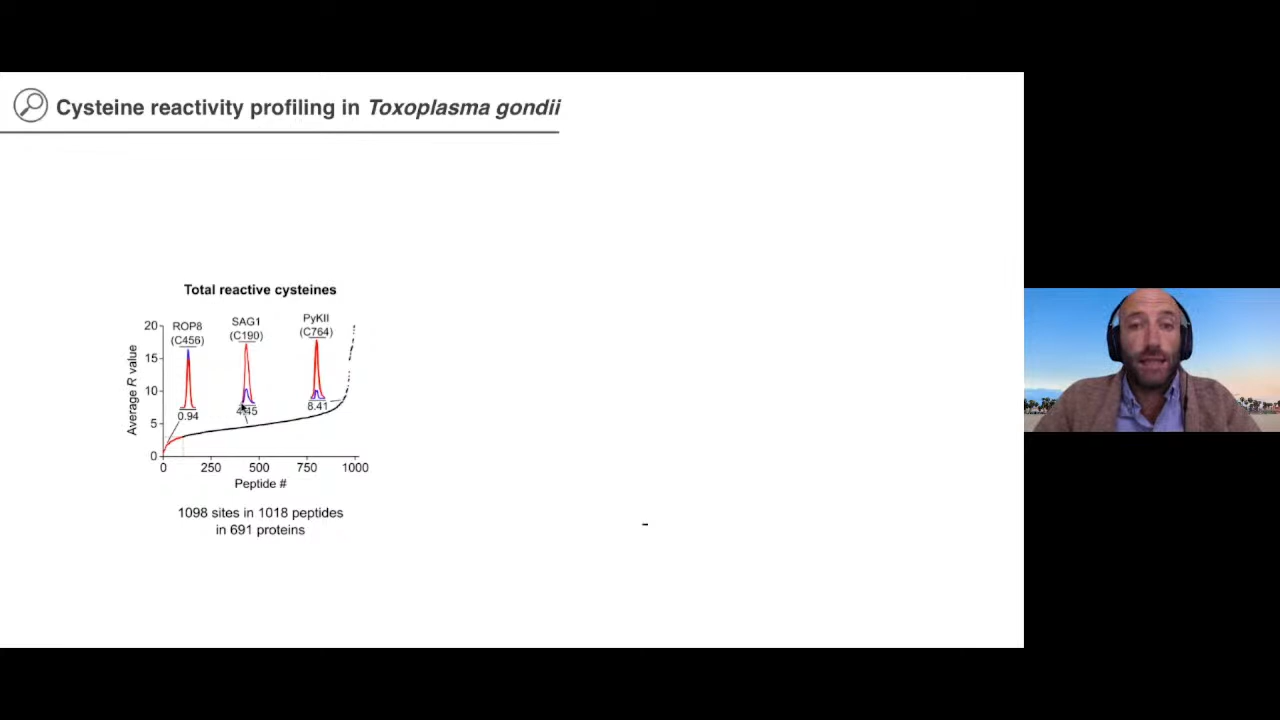 Cysteine reactivity profiling in Toxoplasma gondii
Total reactive cysteines
ROP8
(C456)
SAG1
(C190)
PyKII
(C764)
0.94
8.41
Average R value
20
15
10
5
0
0 250 500 750 1000
Peptide #
1098 sites in 1018 peptides
in 691 proteins